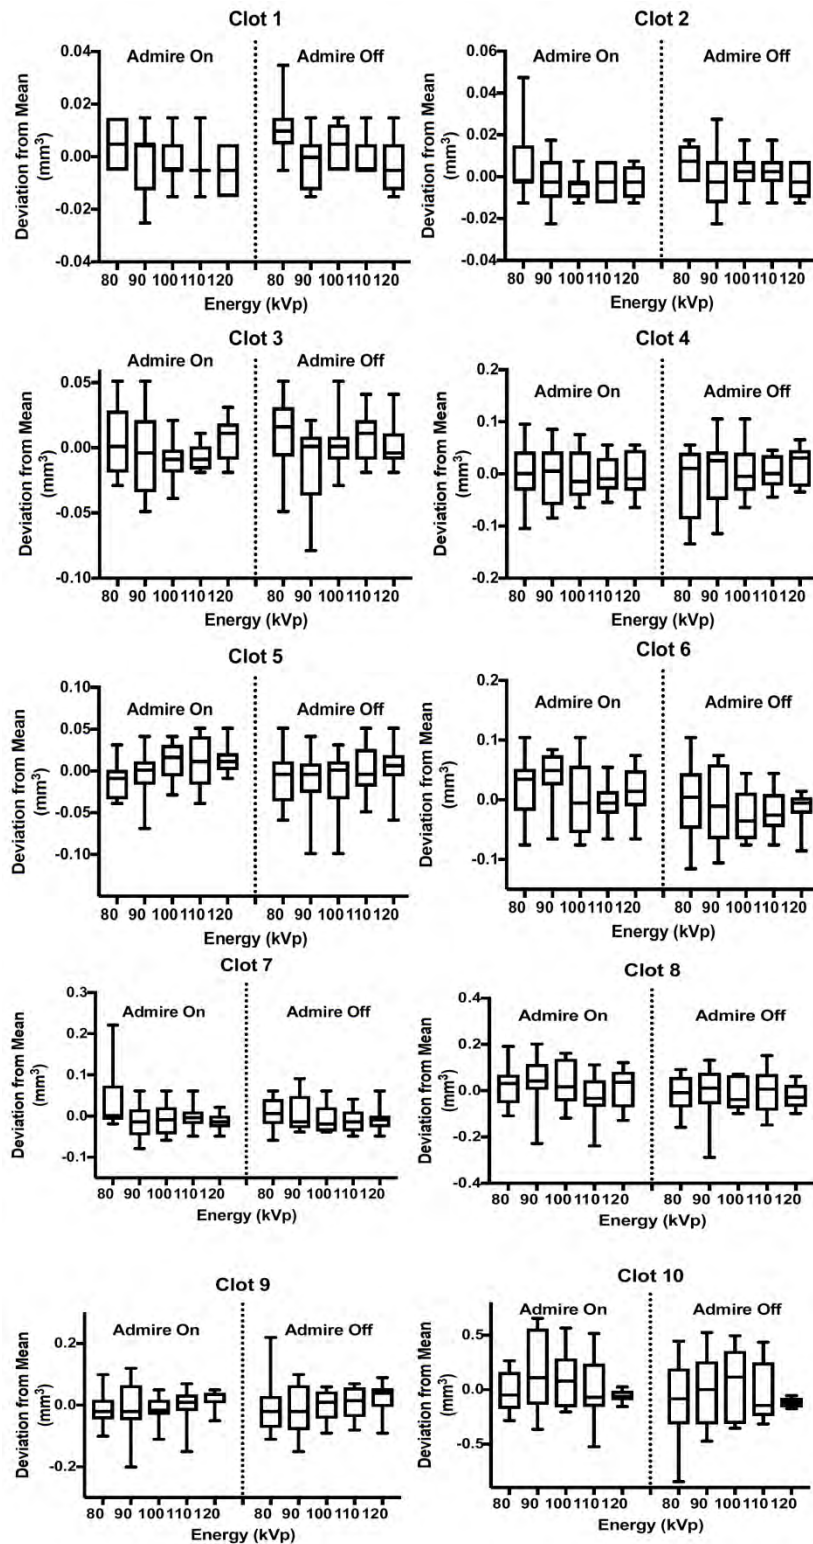 Clot 1
Admire On Admire Off
Deviation from Mean
(mm³)
0.04
0.02
0.00
-0.02
-0.04
80 90 100 110 120 80 90 100 110 120
Energy (kVp)
Clot 2
Admire On Admire Off
Deviation from Mean
(mm³)
0.06
0.04
0.02
0.00
-0.02
-0.04
80 90 100 110 120 80 90 100 110 120
Energy (kVp)
Clot 3
Admire On Admire Off
Deviation from Mean
(mm³)
0.05
0.00
-0.05
-0.10
80 90 100 110 120 80 90 100 110 120
Energy (kVp)
Clot 4
Admire On Admire Off
Deviation from Mean
(mm³)
0.2
0.1
0.0
-0.1
-0.2
80 90 100 110 120 80 90 100 110 120
Energy (kVp)
Clot 5
Admire On Admire Off
Deviation from Mean
(mm³)
0.10
0.05
0.00
-0.05
-0.10
80 90 100 110 120 80 90 100 110 120
Energy (kVp)
Clot 6
Admire On Admire Off
Deviation from Mean
(mm³)
0.2
0.1
0.0
-0.1
80 90 100 110 120 80 90 100 110 120
Energy (kVp)
Clot 7
Admire On Admire Off
Deviation from Mean
(mm³)
0.3
0.2
0.1
0.0
-0.1
80 90 100 110 120 80 90 100 110 120
Energy (kVp)
Clot 8
Admire On Admire Off
Deviation from Mean
(mm³)
0.4
0.2
0.0
-0.2
-0.4
80 90 100 110 120 80 90 100 110 120
Energy (kVp)
Clot 9
Admire On Admire Off
Deviation from Mean
(mm³)
0.2
0.0
-0.2
80 90 100 110 120 80 90 100 110 120
Energy (kVp)
Clot 10
Admire On Admire Off
Deviation from Mean
(mm³)
0.5
0.0
-0.5
80 90 100 110 120 80 90 100 110 120
Energy (kVp)